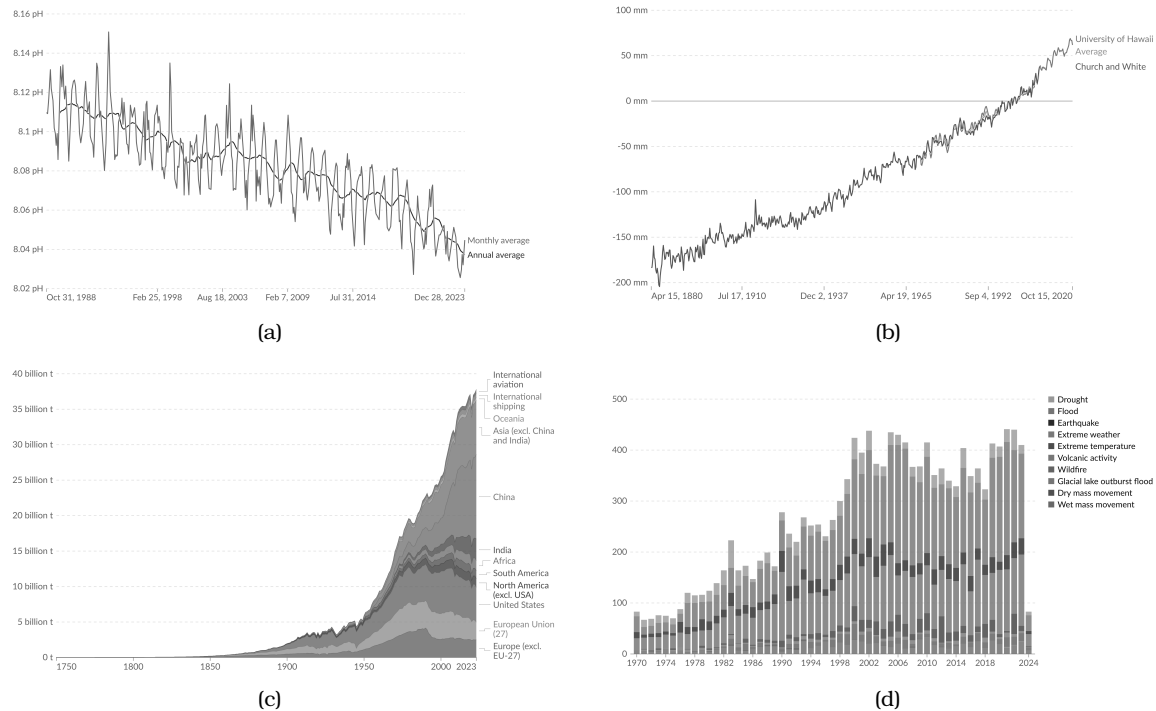 8.16 pH
8.14 pH
8.12 pH
8.1 pH
8.08 pH
8.06 pH
8.04 pH
8.02 pH
Monthly average
Annual average
Oct 31, 1988 Feb 25, 1998 Aug 18, 2003 Feb 7, 2009 Jul 31, 2014 Dec 28, 2023
(a)
100 mm
50 mm
0 mm
-50 mm
-100 mm
-150 mm
-200 mm
University of Hawaii
Average
Church and White
Apr 15, 1880 Jul 17, 1910 Dec 2, 1937 Apr 19, 1965 Sep 4, 1992 Oct 15, 2020
(b)
40 billion t
35 billion t
30 billion t
25 billion t
20 billion t
15 billion t
10 billion t
5 billion t
0 t
International
aviation
International
shipping
Oceania
Asia (excl. China
and India)
China
India
Africa
South America
North America
(excl. USA)
United States
European Union
(27)
Europe (excl.
EU-27)
1750 1800 1850 1900 1950 2000 2023
(c)
500
400
300
200
100
0
Drought
Flood
Earthquake
Extreme weather
Extreme temperature
Volcanic activity
Wildfire
Glacial lake outburst flood
Dry mass movement
Wet mass movement
1970 1974 1978 1982 1986 1990 1994 1998 2002 2006 2010 2014 2018 2024
(d)